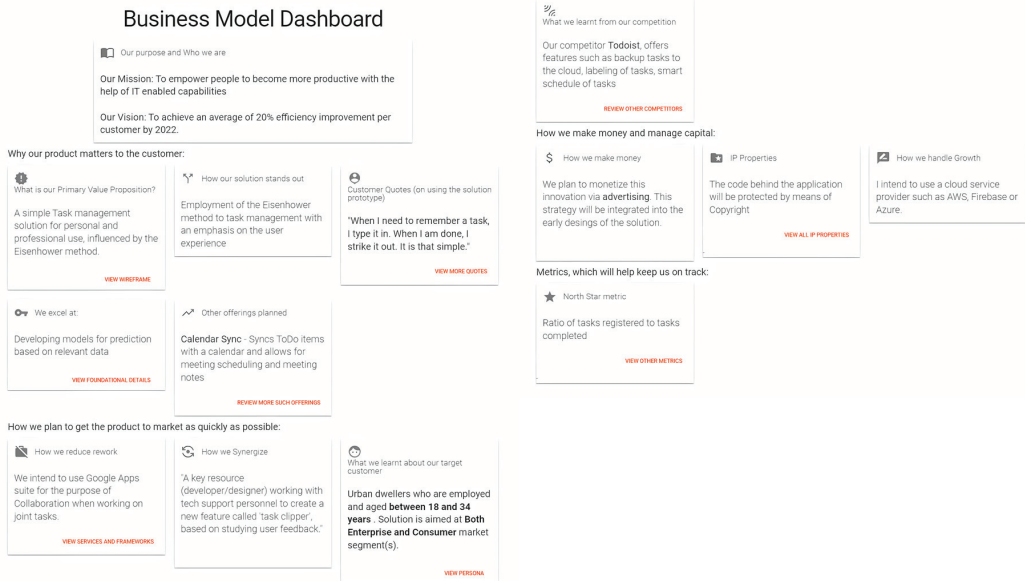 Business Model Dashboard
Our purpose and Who we are
Our Mission: To empower people to become more productive with the
help of IT enabled capabilities
Our Vision: To achieve an average of 20% efficiency improvement per
customer by 2022.
Why our product matters to the customer:
What is our Primary Value Proposition?
A simple Task management
solution for personal and
professional use, influenced by the
Eisenhower method.
VIEW WIREFRAME
How our solution stands out
Employment of the Eisenhower
method to task management with
an emphasis on the user
experience
Customer Quotes (on using the solution
prototype)
"When I need to remember a task,
I type it in. When I am done, I
strike it out. It is that simple."
VIEW MORE QUOTES
We excel at:
Developing models for prediction
based on relevant data
VIEW FOUNDATIONAL DETAILS
Other offerings planned
Calendar Sync - Syncs ToDo items
with a calendar and allows for
meeting scheduling and meeting
notes
REVIEW MORE SUCH OFFERINGS
How we plan to get the product to market as quickly as possible:
How we reduce rework
We intend to use Google Apps
suite for the purpose of
Collaboration when working on
joint tasks.
VIEW SERVICES AND FRAMEWORKS
How we Synergize
"A key resource
(developer/designer) working with
tech support personnel to create a
new feature called 'task clipper',
based on studying user feedback."
What we learnt about our target
customer
Urban dwellers who are employed
and aged between 18 and 34
years . Solution is aimed at Both
Enterprise and Consumer market
segment(s).
VIEW PERSONA
What we learnt from our competition
Our competitor Todoist, offers
features such as backup tasks to
the cloud, labeling of tasks, smart
schedule of tasks
REVIEW OTHER COMPETITORS
How we make money and manage capital:
How we make money
We plan to monetize this
innovation via advertising. This
strategy will be integrated into the
early desings of the solution.
IP Properties
The code behind the application
will be protected by means of
Copyright
VIEW ALL IP PROPERTIES
How we handle Growth
I intend to use a cloud service
provider such as AWS, Firebase or
Azure.
Metrics, which will help keep us on track:
North Star metric
Ratio of tasks registered to tasks
completed
VIEW OTHER METRICS